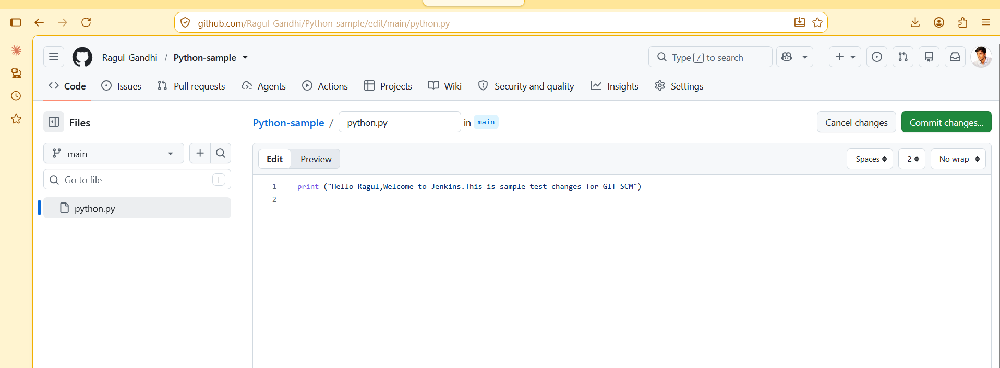 github.com/Ragul-Gandhi/Python-sample/edit/main/python.py
Ragul-Gandhi / Python-sample
Type / to search
Code Issues Pull requests Agents Actions Projects Wiki Security and quality Insights Settings
Files
Python-sample / python.py in main
Cancel changes Commit changes...
main
Go to file T
python.py
Edit Preview
Spaces 2 No wrap
1 print ("Hello Ragul,Welcome to Jenkins.This is sample test changes for GIT SCM")
2